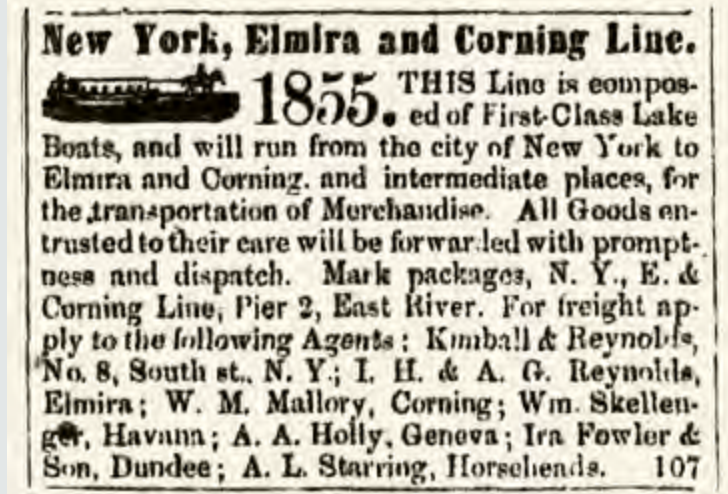 New York, Elmira and Corning Line.
1855. THIS Line is compos-
ed of First-Class Lake
Boats, and will run from the city of New York to
Elmira and Corning, and intermediate places, for
the transportation of Merchandise. All Goods en-
trusted to their care will be forwarded with prompt-
ness and dispatch. Mark packages, N. Y., E. &
Corning Line, Pier 2, East River. For freight ap-
ply to the following Agents: Kimball & Reynolds,
No. 8, South st., N. Y.; I. H. & A. G. Reynolds,
Elmira; W. M. Mallory, Corning; Wm. Skellen-
ger, Havana; A. A. Holly, Geneva; Ira Fowler &
Son, Dundee; A. L. Starring, Horseheads. 107